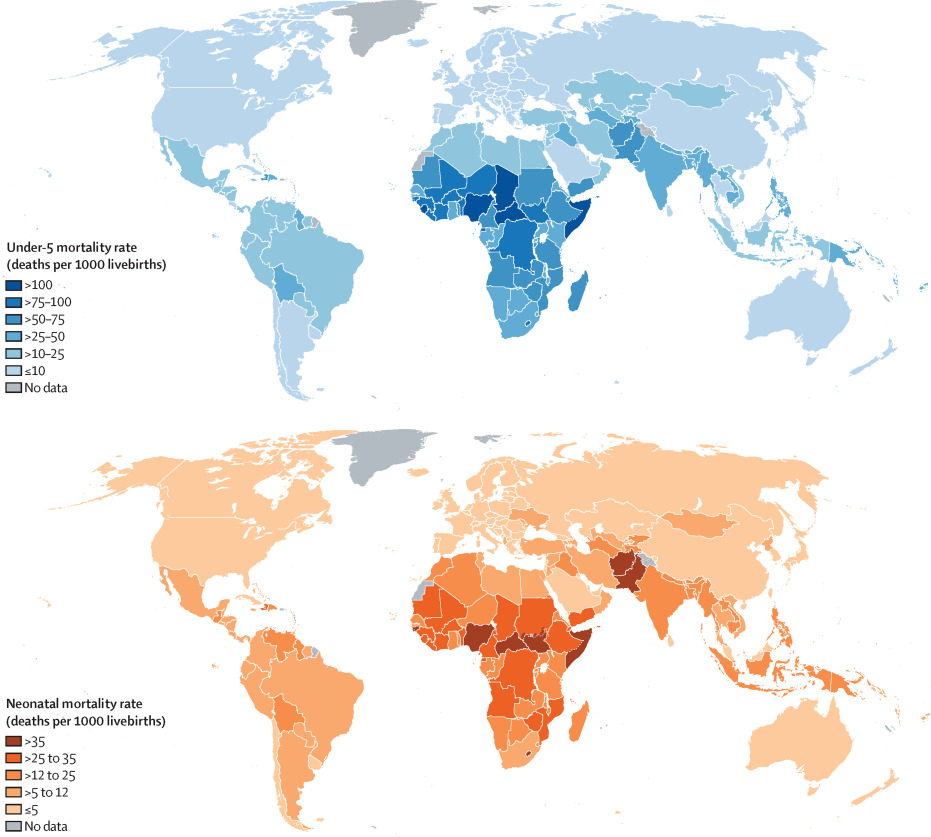 Under-5 mortality rate
(deaths per 1000 livebirths)
>100
>75–100
>50–75
>25–50
>10–25
≤10
No data
Neonatal mortality rate
(deaths per 1000 livebirths)
>35
>25 to 35
>12 to 25
>5 to 12
≤5
No data